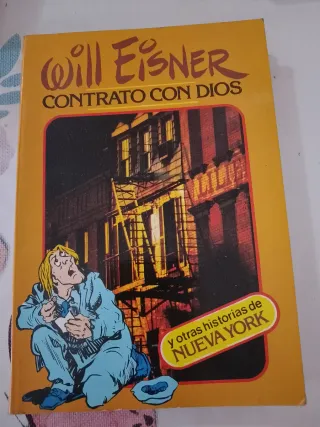 Will EISNER
CONTRATO CON DIOS
y otras historias de
NUEVA YORK